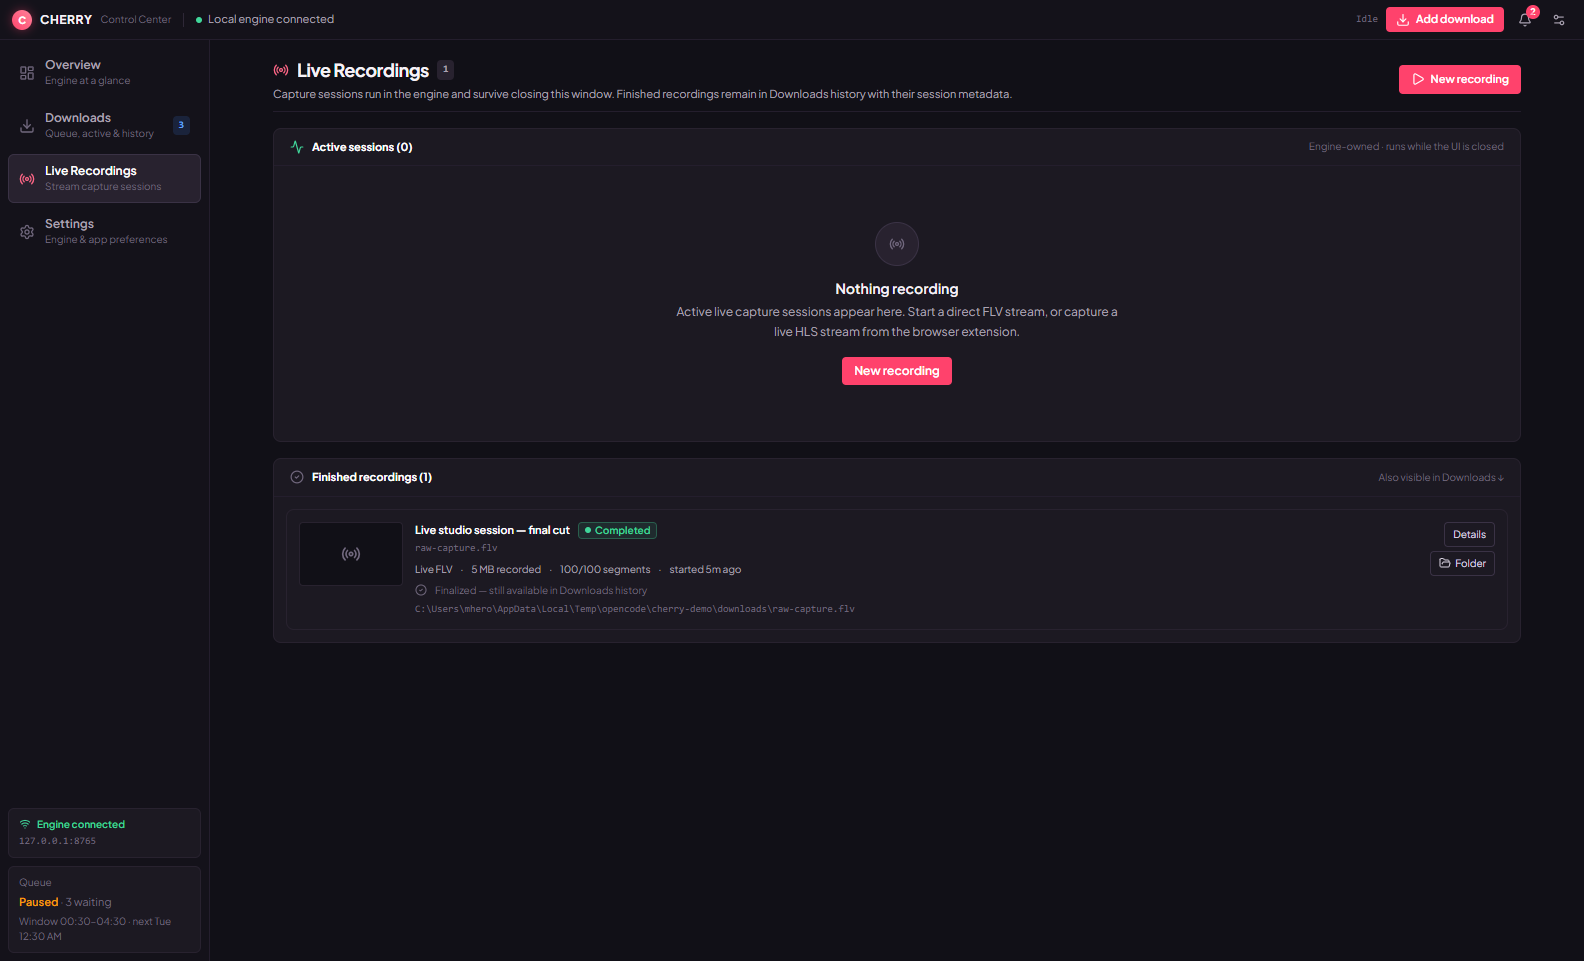 C CHERRY Control Center Local engine connected
Idle Add download 2
Overview
Engine at a glance
Downloads
Queue, active & history
3
Live Recordings
Stream capture sessions
Settings
Engine & app preferences
Engine connected
127.0.0.1:8765
Queue
Paused · 3 waiting
Window 00:30–04:30 · next Tue
12:30 AM
Live Recordings 1
Capture sessions run in the engine and survive closing this window. Finished recordings remain in Downloads history with their session metadata.
New recording
Active sessions (0)
Engine-owned · runs while the UI is closed
Nothing recording
Active live capture sessions appear here. Start a direct FLV stream, or capture a
live HLS stream from the browser extension.
New recording
Finished recordings (1)
Also visible in Downloads ↓
Live studio session — final cut Completed
raw-capture.flv
Live FLV · 5 MB recorded · 100/100 segments · started 5m ago
Finalized — still available in Downloads history
C:\Users\mhero\AppData\Local\Temp\opencode\cherry-demo\downloads\raw-capture.flv
Details
Folder